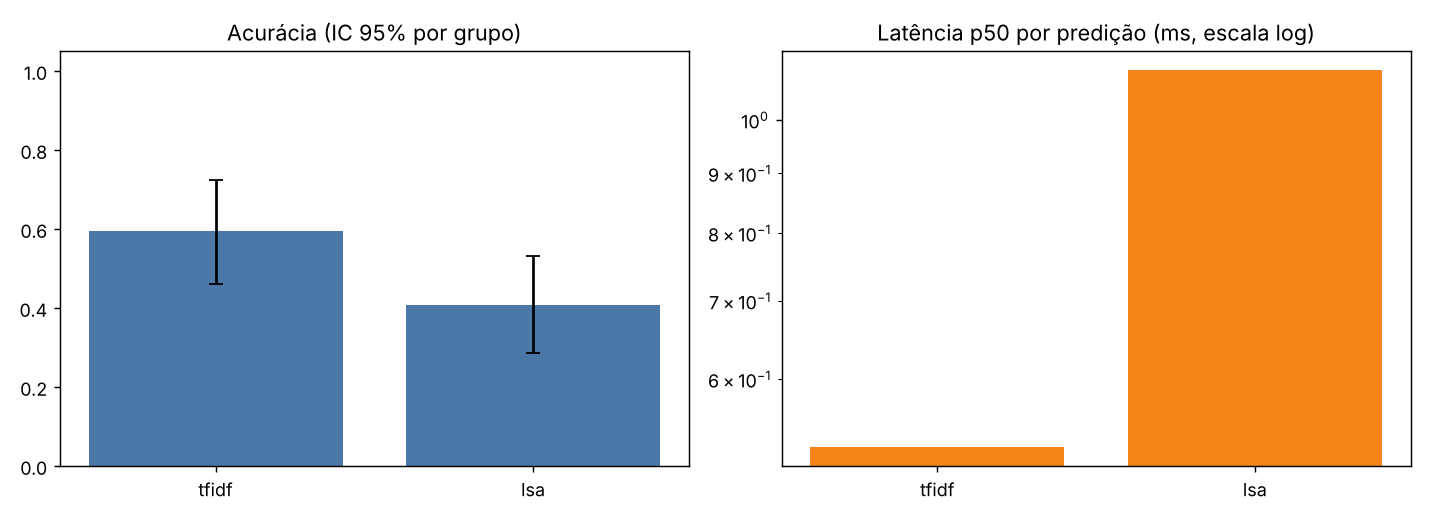 Acurácia (IC 95% por grupo)
1.0
0.8
0.6
0.4
0.2
0.0
tfidf
lsa
Latência p50 por predição (ms, escala log)
10⁰
9 × 10⁻¹
8 × 10⁻¹
7 × 10⁻¹
6 × 10⁻¹
tfidf
lsa